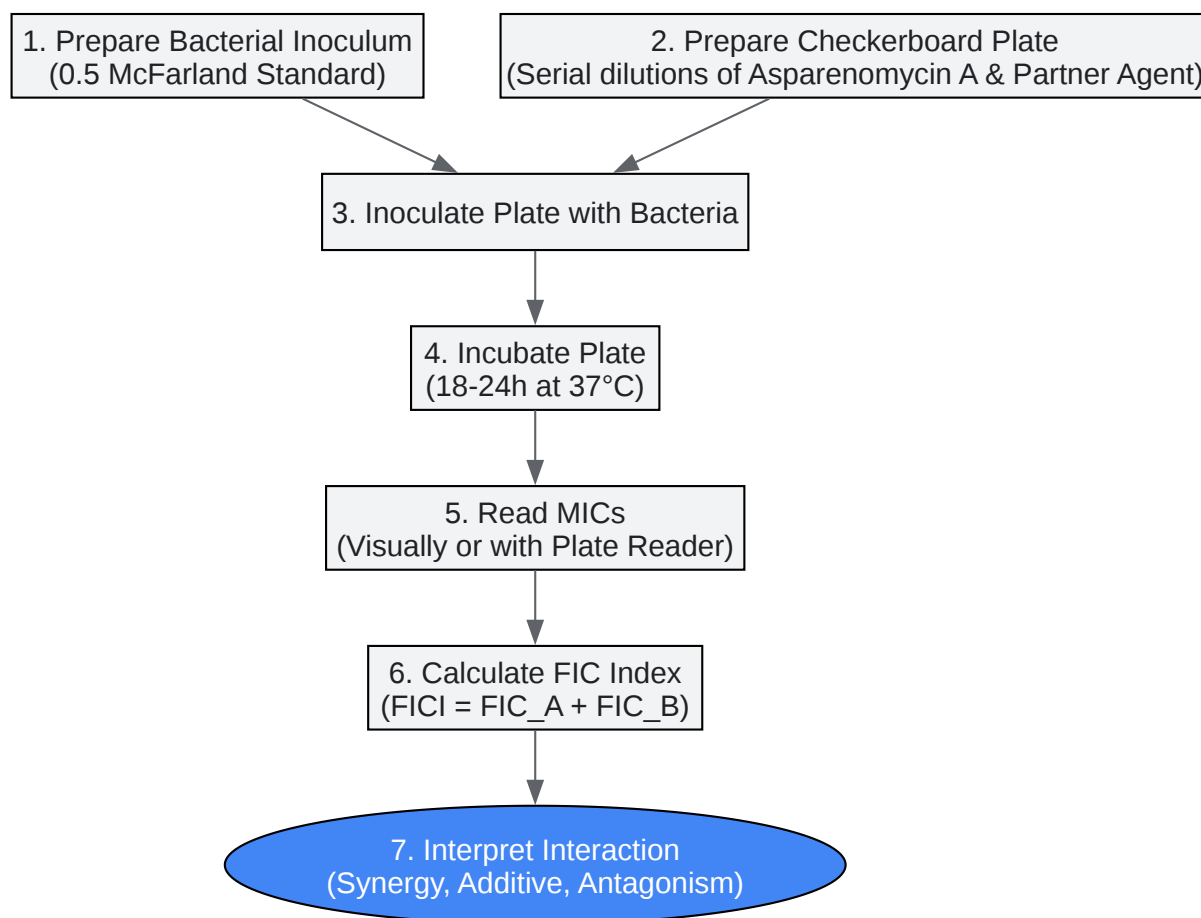 1. Prepare Bacterial Inoculum
(0.5 McFarland Standard)
2. Prepare Checkerboard Plate
(Serial dilutions of Asparenomycin A & Partner Agent)
3. Inoculate Plate with Bacteria
4. Incubate Plate
(18-24h at 37°C)
5. Read MICs
(Visually or with Plate Reader)
6. Calculate FIC Index
(FICI = FIC_A + FIC_B)
7. Interpret Interaction
(Synergy, Additive, Antagonism)